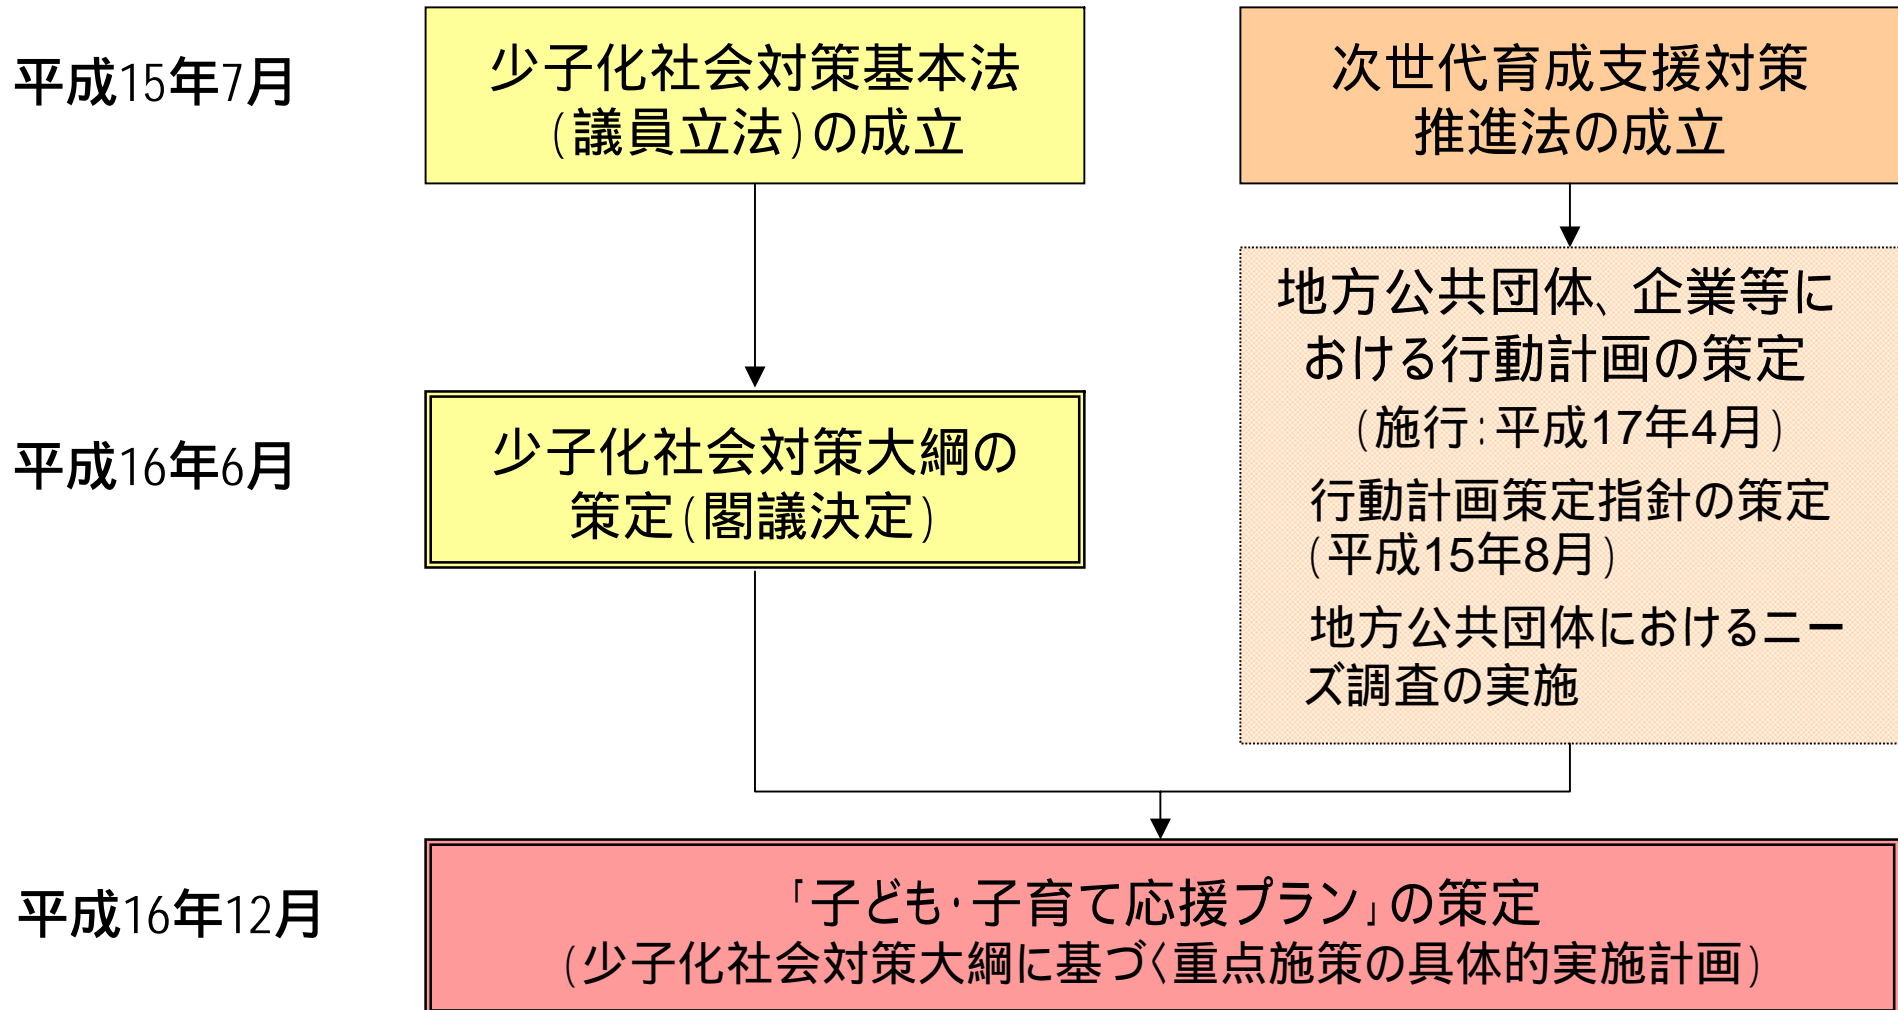 平成15年7月
少子化社会対策基本法
(議員立法)の成立
次世代育成支援対策
推進法の成立
地方公共団体、企業等に
おける行動計画の策定
(施行:平成17年4月)
行動計画策定指針の策定
(平成15年8月)
地方公共団体におけるニー
ズ調査の実施
平成16年6月
少子化社会対策大綱の
策定(閣議決定)
平成16年12月
「子ども・子育て応援プラン」の策定
(少子化社会対策大綱に基づく重点施策の具体的実施計画)